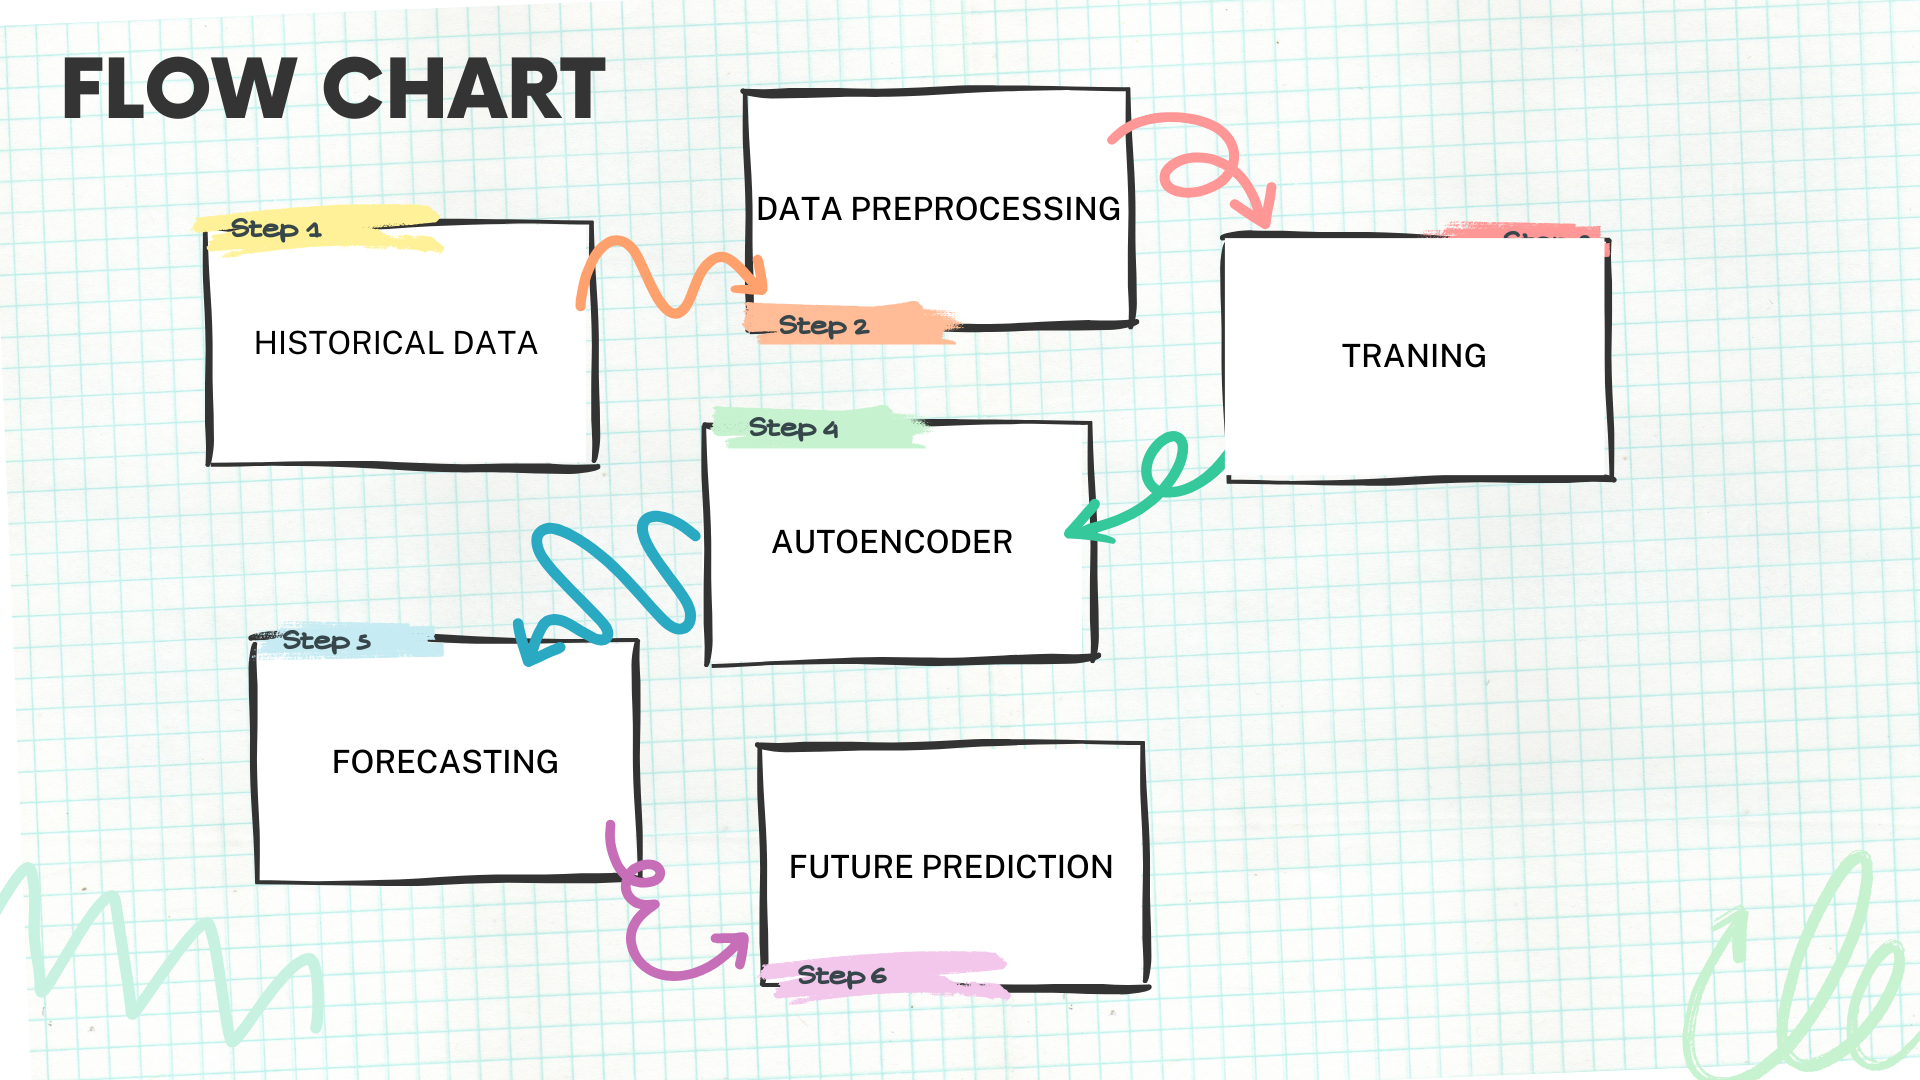 FLOW CHART
Step 1
HISTORICAL DATA
DATA PREPROCESSING
Step 2
TRANING
Step 4
AUTOENCODER
Step 5
FORECASTING
FUTURE PREDICTION
Step 6